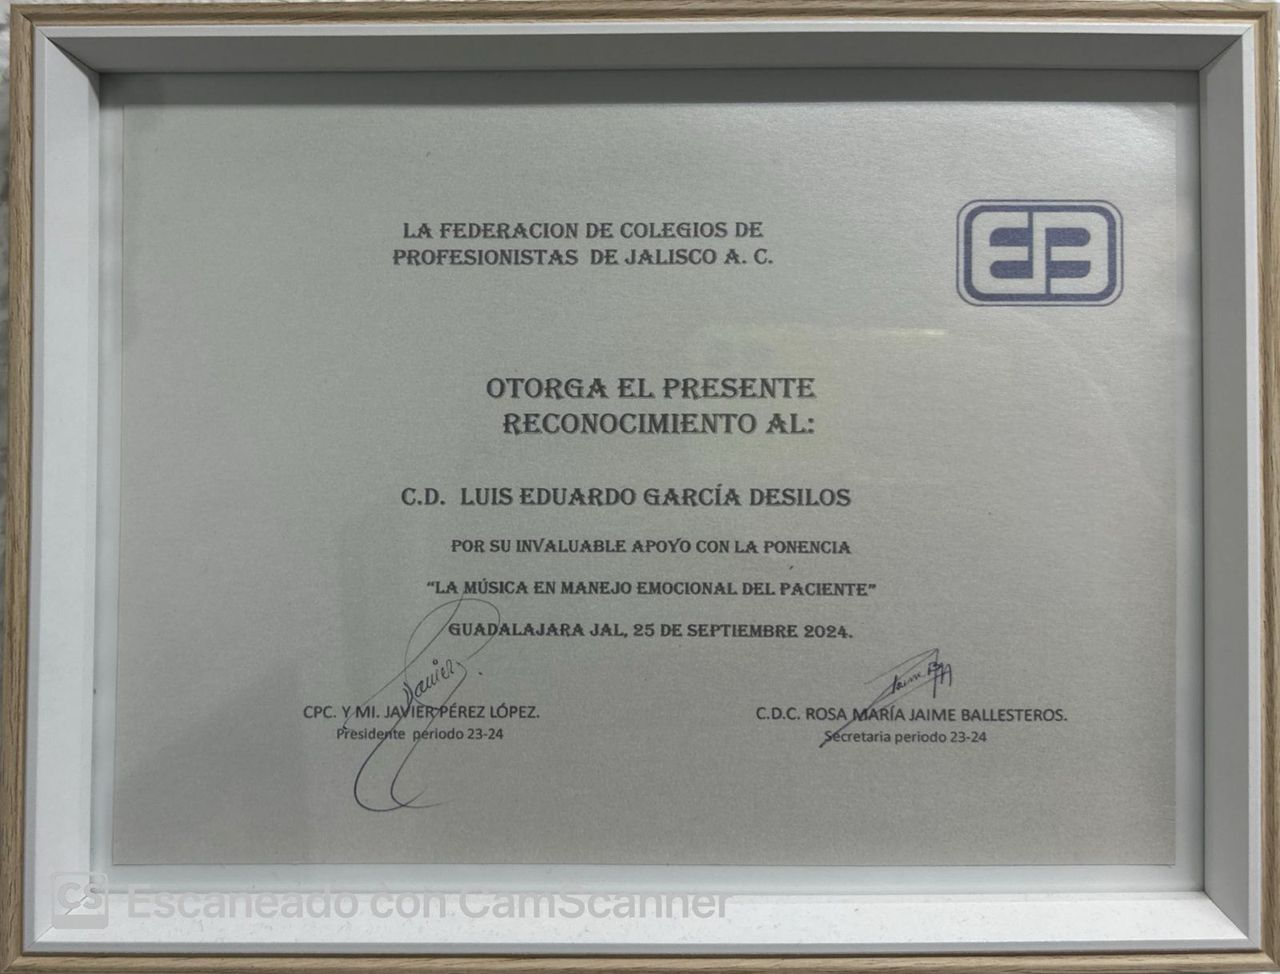 LA FEDERACION DE COLEGIOS DE
PROFESIONISTAS DE JALISCO A. C.
OTORGA EL PRESENTE
RECONOCIMIENTO AL:
C.D. LUIS EDUARDO GARCÍA DESILOS
POR SU INVALUABLE APOYO CON LA PONENCIA
“LA MÚSICA EN MANEJO EMOCIONAL DEL PACIENTE”
GUADALAJARA JAL, 25 DE SEPTIEMBRE 2024.
Javier
CPC. Y MI. JAVIER PÉREZ LÓPEZ.
Presidente periodo 23-24
C.D.C. ROSA MARÍA JAIME BALLESTEROS.
Secretaria periodo 23-24
CS Escaneado con CamScanner